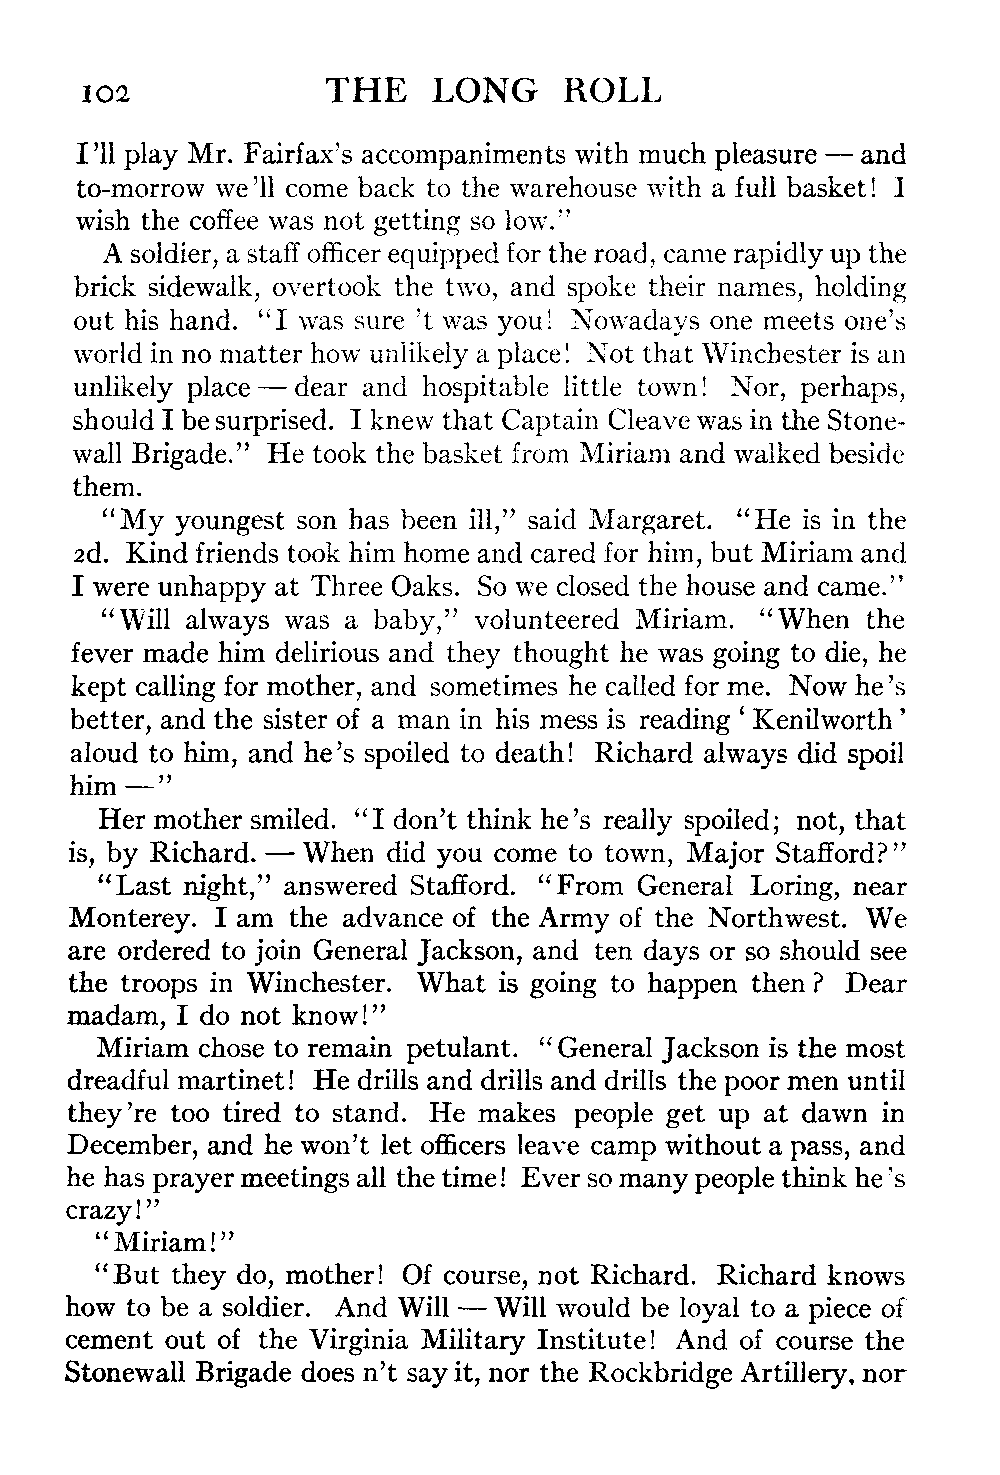 102 THE LONG ROLL
I'll play Mr. Fairfax's accompaniments with much pleasure — and
to-morrow we'll come back to the warehouse with a full basket! I
wish the coffee was not getting so low."
A soldier, a staff officer equipped for the road, came rapidly up the
brick sidewalk, overtook the two, and spoke their names, holding
out his hand. "I was sure 't was you! Nowadays one meets one's
world in no matter how unlikely a place! Not that Winchester is an
unlikely place — dear and hospitable little town! Nor, perhaps,
should I be surprised. I knew that Captain Cleave was in the Stone-
wall Brigade." He took the basket from Miriam and walked beside
them.
"My youngest son has been ill," said Margaret. "He is in the
2d. Kind friends took him home and cared for him, but Miriam and
I were unhappy at Three Oaks. So we closed the house and came."
"Will always was a baby," volunteered Miriam. "When the
fever made him delirious and they thought he was going to die, he
kept calling for mother, and sometimes he called for me. Now he's
better, and the sister of a man in his mess is reading 'Kenilworth'
aloud to him, and he's spoiled to death! Richard always did spoil
him —"
Her mother smiled. "I don't think he's really spoiled; not, that
is, by Richard. — When did you come to town, Major Stafford?"
"Last night," answered Stafford. "From General Loring, near
Monterey. I am the advance of the Army of the Northwest. We
are ordered to join General Jackson, and ten days or so should see
the troops in Winchester. What is going to happen then? Dear
madam, I do not know!"
Miriam chose to remain petulant. "General Jackson is the most
dreadful martinet! He drills and drills and drills the poor men until
they're too tired to stand. He makes people get up at dawn in
December, and he won't let officers leave camp without a pass, and
he has prayer meetings all the time! Ever so many people think he's
crazy!"
"Miriam!"
"But they do, mother! Of course, not Richard. Richard knows
how to be a soldier. And Will — Will would be loyal to a piece of
cement out of the Virginia Military Institute! And of course the
Stonewall Brigade does n't say it, nor the Rockbridge Artillery, nor